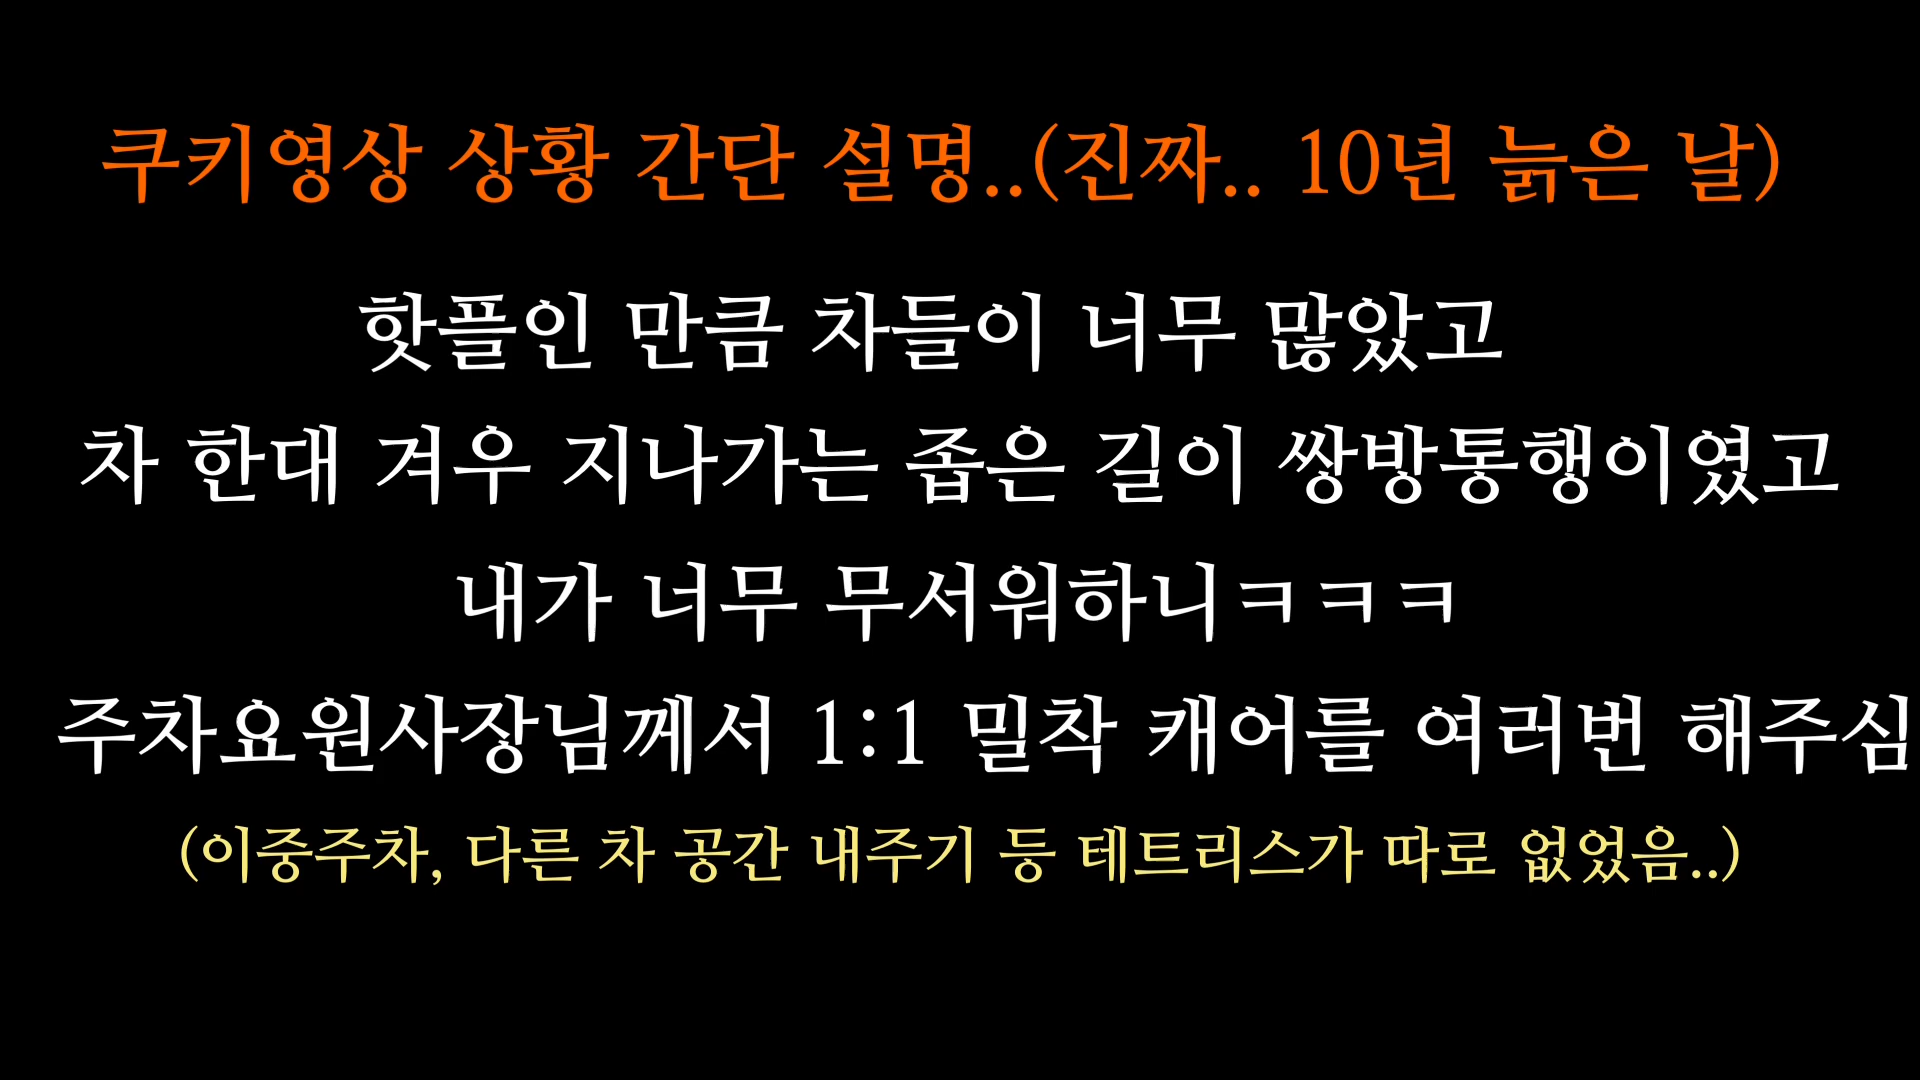 쿠키영상 상황 간단 설명..(진짜.. 10년 늙은 날)
핫플인 만큼 차들이 너무 많았고
차 한대 겨우 지나가는 좁은 길이 쌍방통행이였고
내가 너무 무서워하니ㅋㅋㅋ
주차요원사장님께서 1:1 밀착 캐어를 여러번 해주심
(이중주차, 다른 차 공간 내주기 등 테트리스가 따로 없었음..)